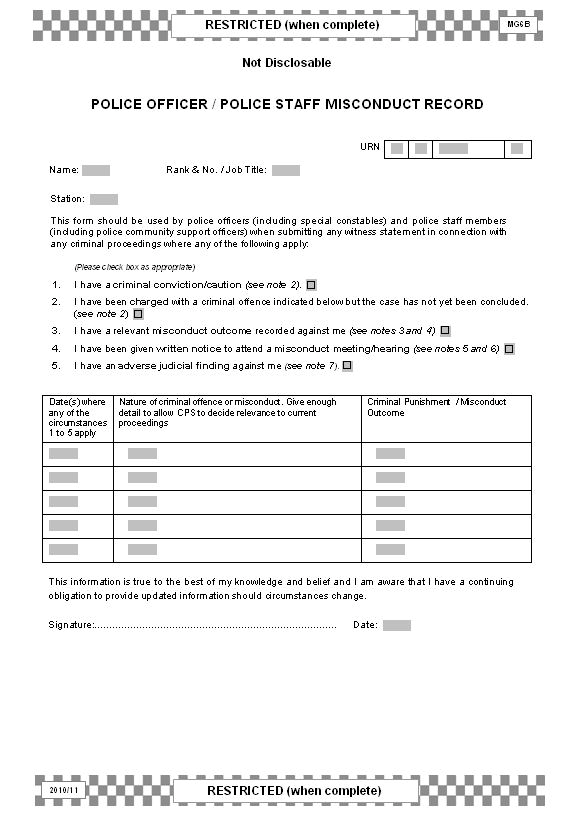 RESTRICTED (when complete)
MG6B
Not Disclosable
POLICE OFFICER / POLICE STAFF MISCONDUCT RECORD
URN
Name:
Rank & No. / Job Title:
Station:
This form should be used by police officers (including special constables) and police staff members
(including police community support officers) when submitting any witness statement in connection with
any criminal proceedings where any of the following apply:
(Please check box as appropriate)
1. I have a criminal conviction/caution (see note 2).
2. I have been charged with a criminal offence indicated below but the case has not yet been concluded.
(see note 2)
3. I have a relevant misconduct outcome recorded against me (see notes 3 and 4)
4. I have been given written notice to attend a misconduct meeting/hearing (see notes 5 and 6)
5. I have an adverse judicial finding against me (see note 7).
Date(s) where
any of the
circumstances
1 to 5 apply
Nature of criminal offence or misconduct. Give enough
detail to allow CPS to decide relevance to current
proceedings
Criminal Punishment / Misconduct
Outcome
This information is true to the best of my knowledge and belief and I am aware that I have a continuing
obligation to provide updated information should circumstances change.
Signature:................................................................................
Date:
2010/11
RESTRICTED (when complete)